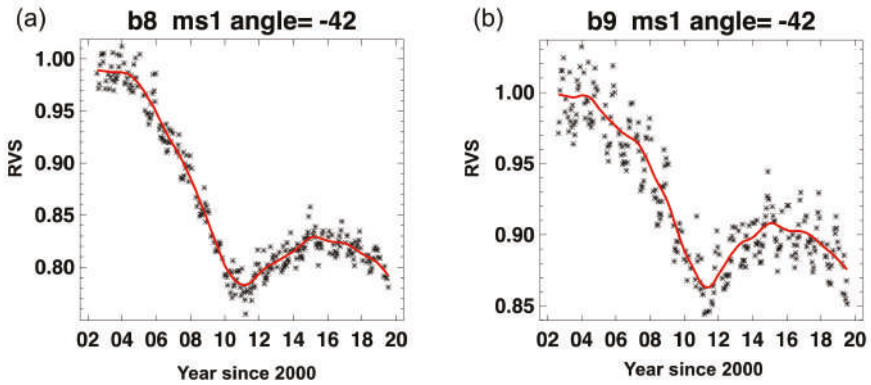 (a) b8 ms1 angle= -42
1.00
0.95
0.90
0.85
0.80
RVS
02 04 06 08 10 12 14 16 18 20
Year since 2000
(b) b9 ms1 angle= -42
1.00
0.95
0.90
0.85
RVS
02 04 06 08 10 12 14 16 18 20
Year since 2000